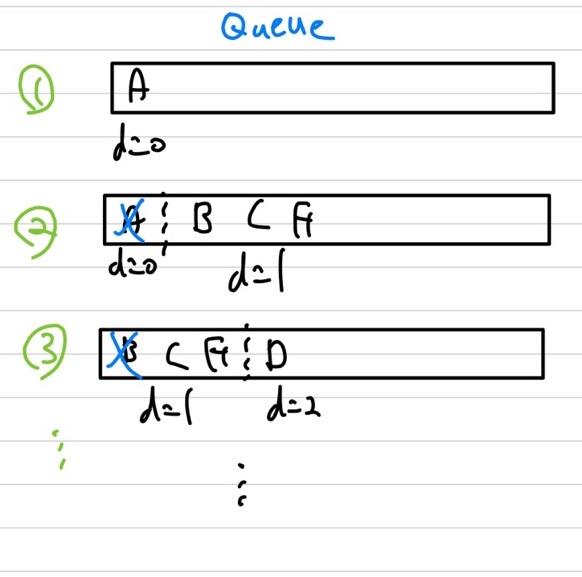 Queue
① A
d=0
② A B C F
d=0 d=1
③ B C F D
d=1 d=2